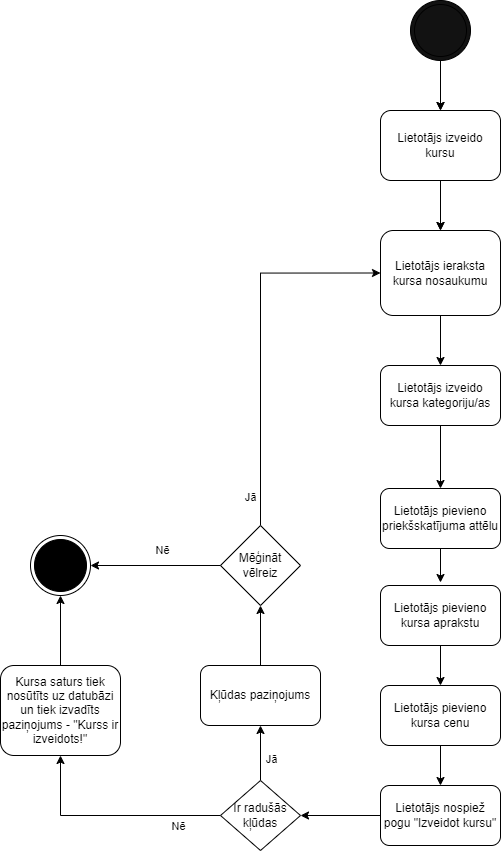 Lietotājs izveido
kursu
Lietotājs ieraksta
kursa nosaukumu
Lietotājs izveido
kursa kategoriju/as
Jā
Lietotājs pievieno
priekšskatījuma attēlu
Nē
Mēģināt
vēlreiz
Lietotājs pievieno
kursa aprakstu
Kursa saturs tiek
nosūtīts uz datubāzi
un tiek izvadīts
paziņojums - "Kurss ir
izveidots!"
Kļūdas paziņojums
Lietotājs pievieno
kursa cenu
Jā
Ir radušās
kļūdas
Nē
Lietotājs nospiež
pogu "Izveidot kursu"